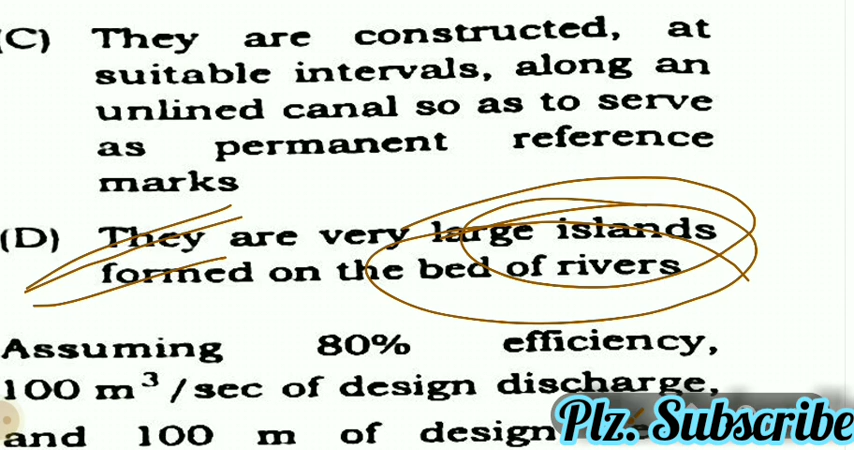 (C) They are constructed, at
suitable intervals, along an
unlined canal so as to serve
as permanent reference
marks
(D) They are very large islands
formed on the bed of rivers
Assuming 80% efficiency,
100 m³/sec of design discharge,
and 100 m of design
Plz. Subscribe